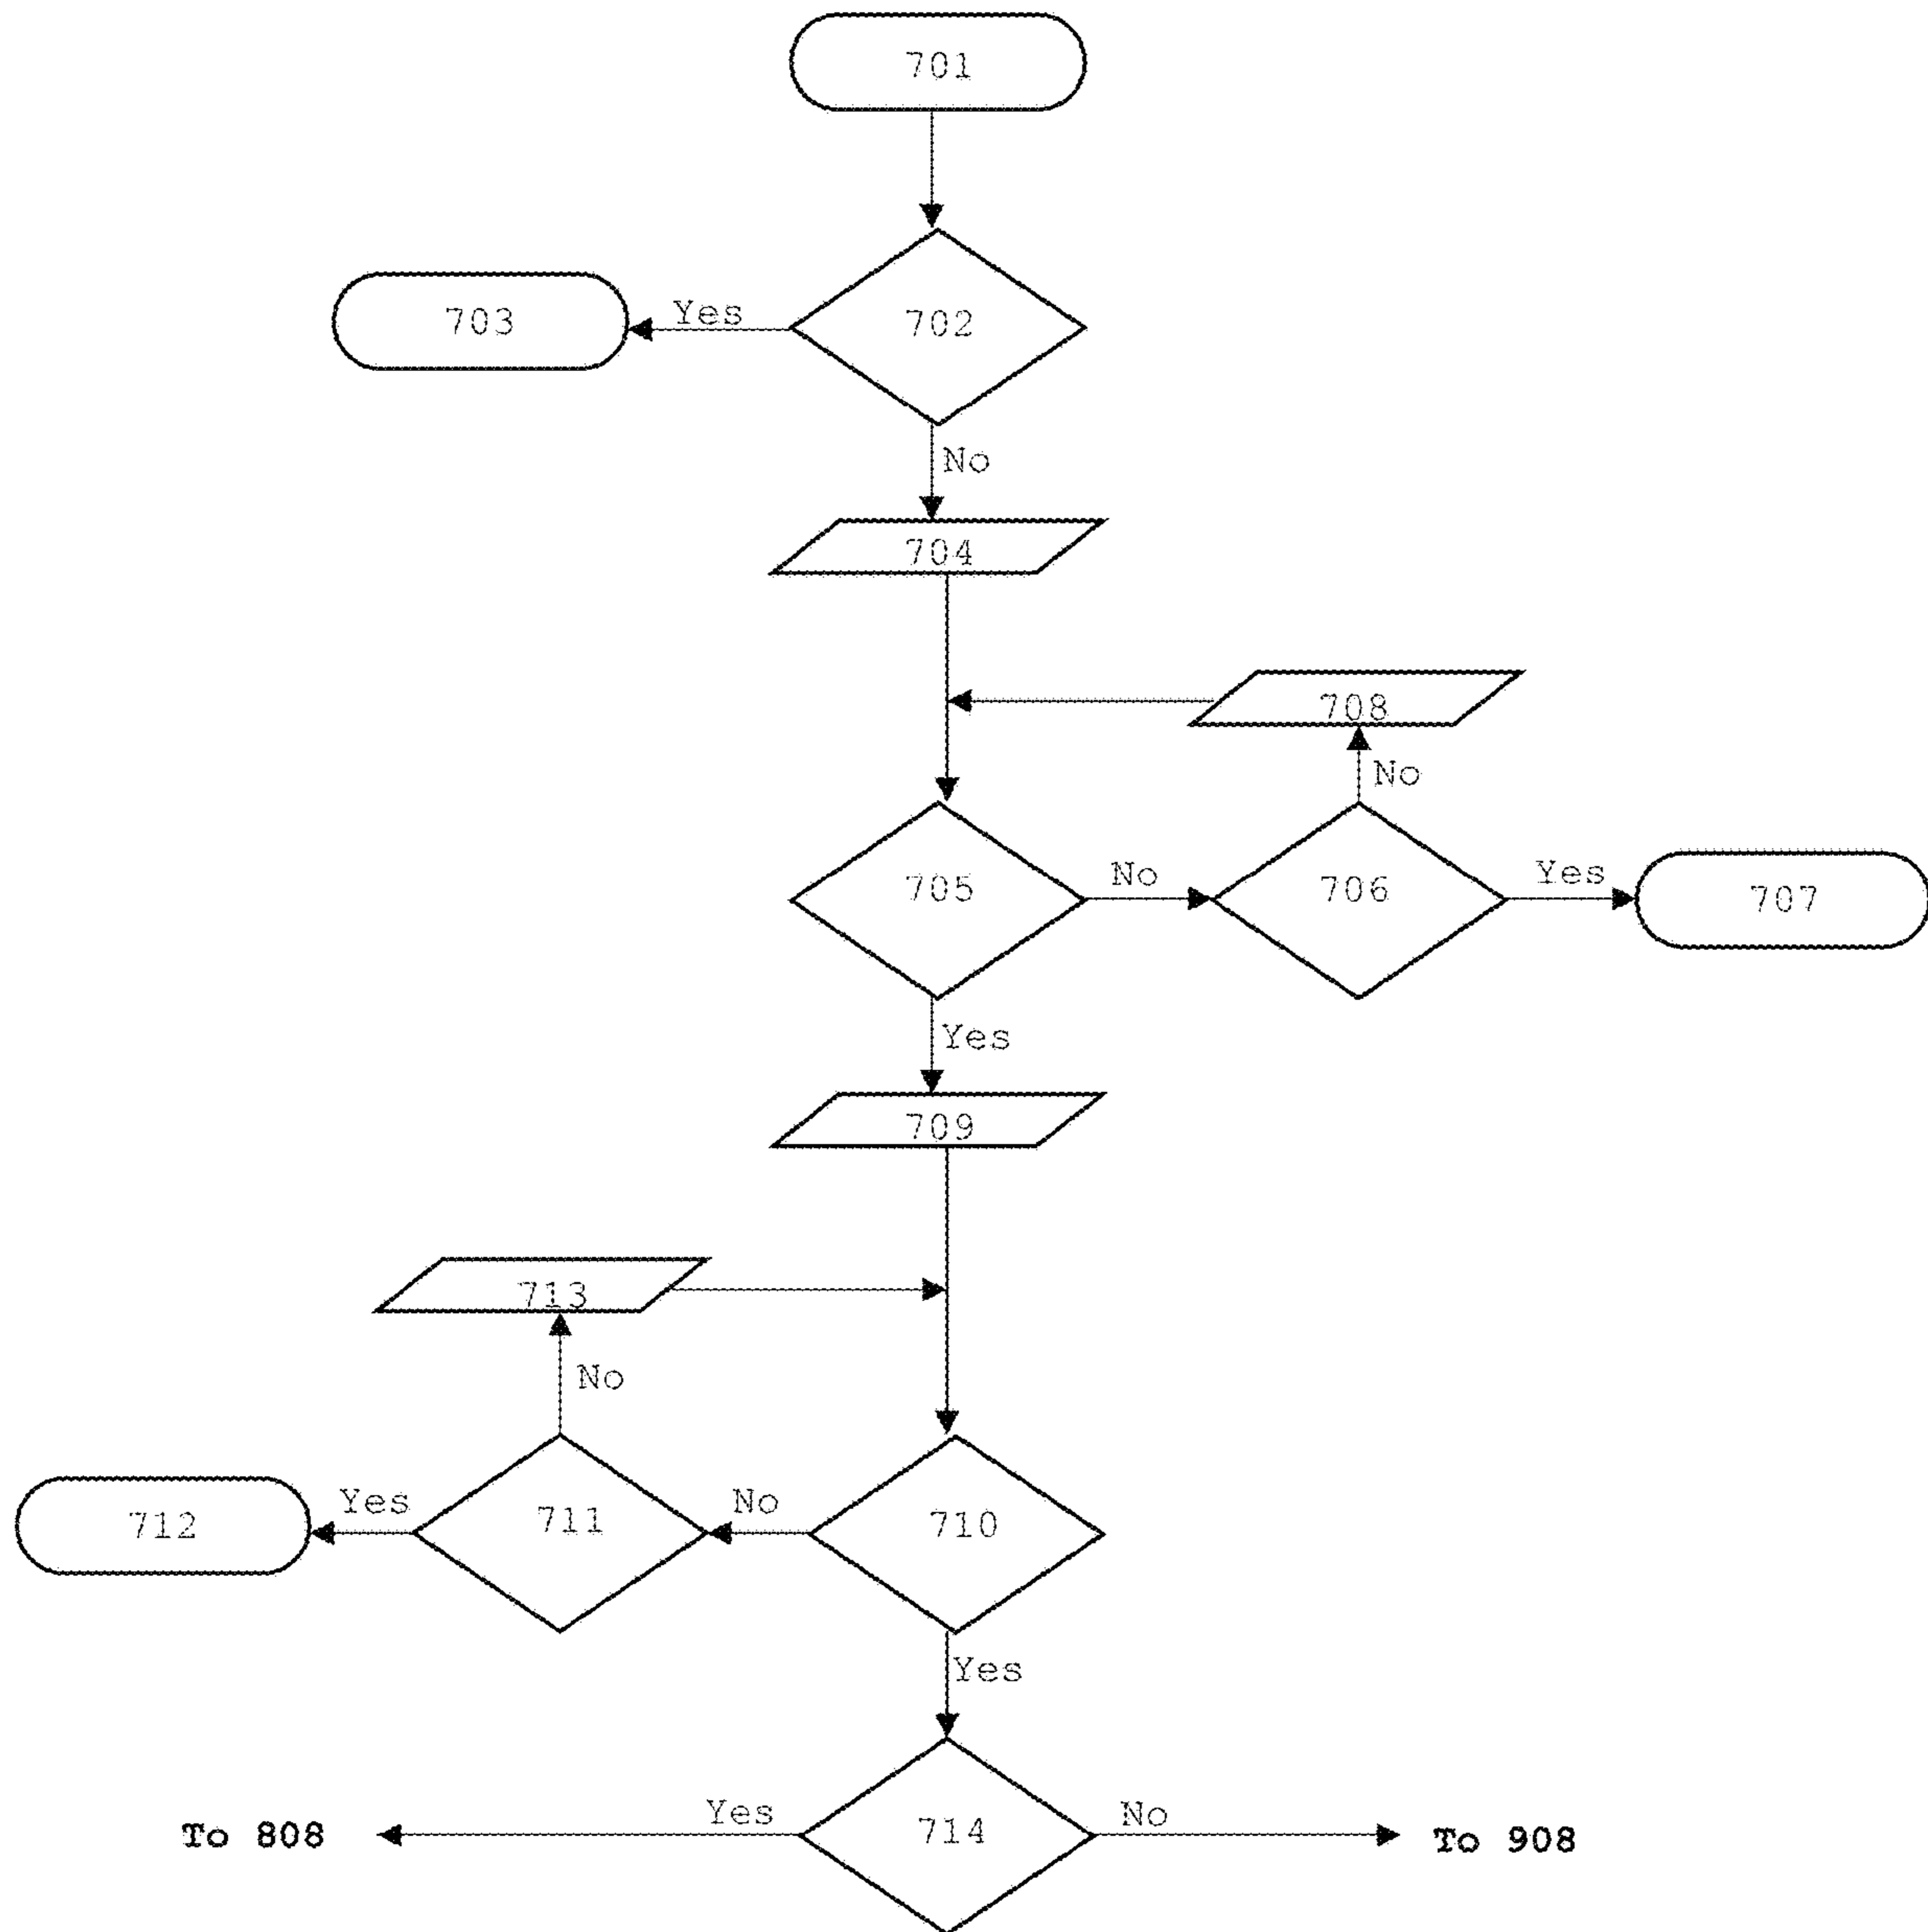 701
703
Yes
702
No
704
708
No
705
No
706
Yes
707
Yes
709
713
No
712
Yes
711
No
710
Yes
To 808
Yes
714
No
To 908